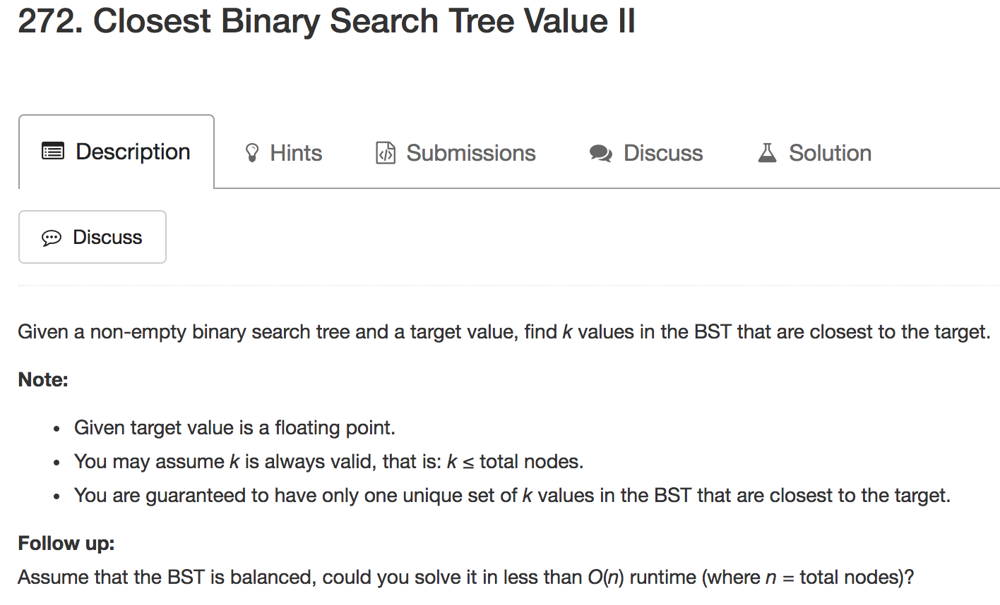 272. Closest Binary Search Tree Value II
Description Hints Submissions Discuss Solution
Discuss
Given a non-empty binary search tree and a target value, find k values in the BST that are closest to the target.
Note:
• Given target value is a floating point.
• You may assume k is always valid, that is: k ≤ total nodes.
• You are guaranteed to have only one unique set of k values in the BST that are closest to the target.
Follow up:
Assume that the BST is balanced, could you solve it in less than O(n) runtime (where n = total nodes)?